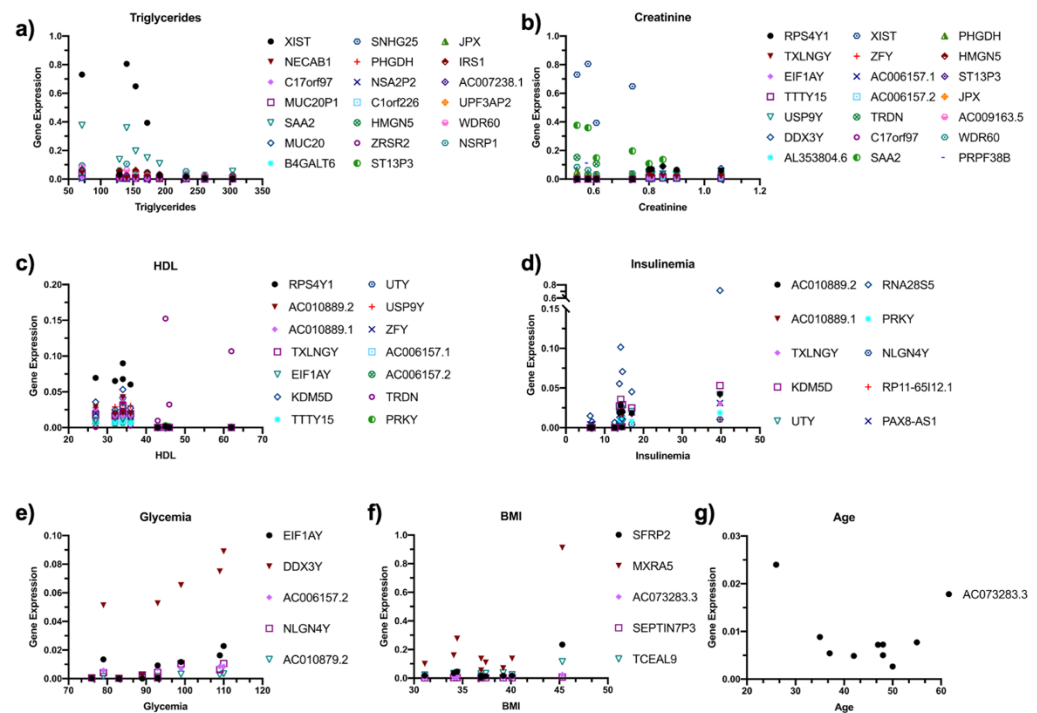 a) Triglycerides
Gene Expression
1.0
0.8
0.6
0.4
0.2
0.0
50 100 150 200 250 300 350
Triglycerides
XIST SNHG25 JPX
NECAB1 PHGDH IRS1
C17orf97 NSA2P2 AC007238.1
MUC20P1 C1orf226 UPF3AP2
SAA2 HMGN5 WDR60
MUC20 ZRSR2 NSRP1
B4GALT6 ST13P3
b) Creatinine
Gene Expression
1.0
0.8
0.6
0.4
0.2
0.0
0.6 0.8 1.0 1.2
Creatinine
RPS4Y1 XIST PHGDH
TXLNGY ZFY HMGN5
EIF1AY AC006157.1 ST13P3
TTTY15 AC006157.2 JPX
USP9Y TRDN AC009163.5
DDX3Y C17orf97 WDR60
AL353804.6 SAA2 PRPF38B
c) HDL
Gene Expression
0.20
0.15
0.10
0.05
0.00
20 30 40 50 60 70
HDL
RPS4Y1 UTY
AC010889.2 USP9Y
AC010889.1 ZFY
TXLNGY AC006157.1
EIF1AY AC006157.2
KDM5D TRDN
TTTY15 PRKY
d) Insulinemia
Gene Expression
0.8
0.6
0.15
0.10
0.05
0.00
0 10 20 30 40 50
Insulinemia
AC010889.2 RNA28S5
AC010889.1 PRKY
TXLNGY NLGN4Y
KDM5D RP11-65I12.1
UTY PAX8-AS1
e) Glycemia
Gene Expression
0.10
0.08
0.06
0.04
0.02
0.00
70 80 90 100 110 120
Glycemia
EIF1AY
DDX3Y
AC006157.2
NLGN4Y
AC010879.2
f) BMI
Gene Expression
1.0
0.8
0.6
0.4
0.2
0.0
30 35 40 45 50
BMI
SFRP2
MXRA5
AC073283.3
SEPTIN7P3
TCEAL9
g) Age
Gene Expression
0.03
0.02
0.01
0.00
20 30 40 50 60
Age
AC073283.3